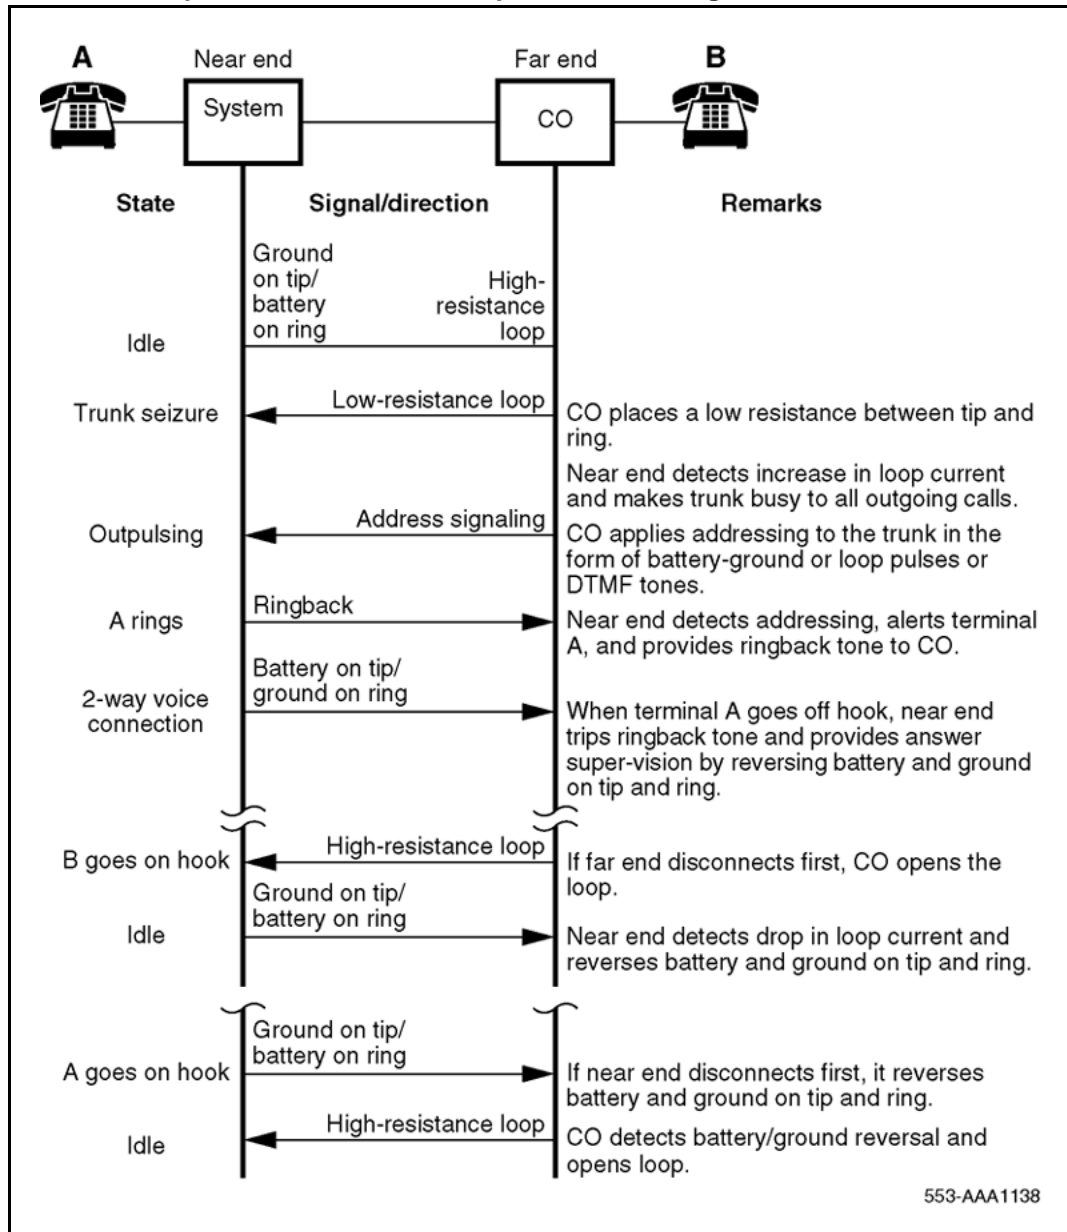 A
Near end
Far end
B
System
CO
State
Signal/direction
Remarks
Ground
on tip/
battery
on ring
High-
resistance
loop
Idle
Trunk seizure
Low-resistance loop
CO places a low resistance between tip and
ring.
Near end detects increase in loop current
and makes trunk busy to all outgoing calls.
Outpulsing
Address signaling
CO applies addressing to the trunk in the
form of battery-ground or loop pulses or
DTMF tones.
A rings
Ringback
Near end detects addressing, alerts terminal
A, and provides ringback tone to CO.
2-way voice
connection
Battery on tip/
ground on ring
When terminal A goes off hook, near end
trips ringback tone and provides answer
super-vision by reversing battery and ground
on tip and ring.
B goes on hook
High-resistance loop
If far end disconnects first, CO opens the
loop.
Idle
Ground on tip/
battery on ring
Near end detects drop in loop current and
reverses battery and ground on tip and ring.
A goes on hook
Ground on tip/
battery on ring
If near end disconnects first, it reverses
battery and ground on tip and ring.
Idle
High-resistance loop
CO detects battery/ground reversal and
opens loop.
553-AAA1138